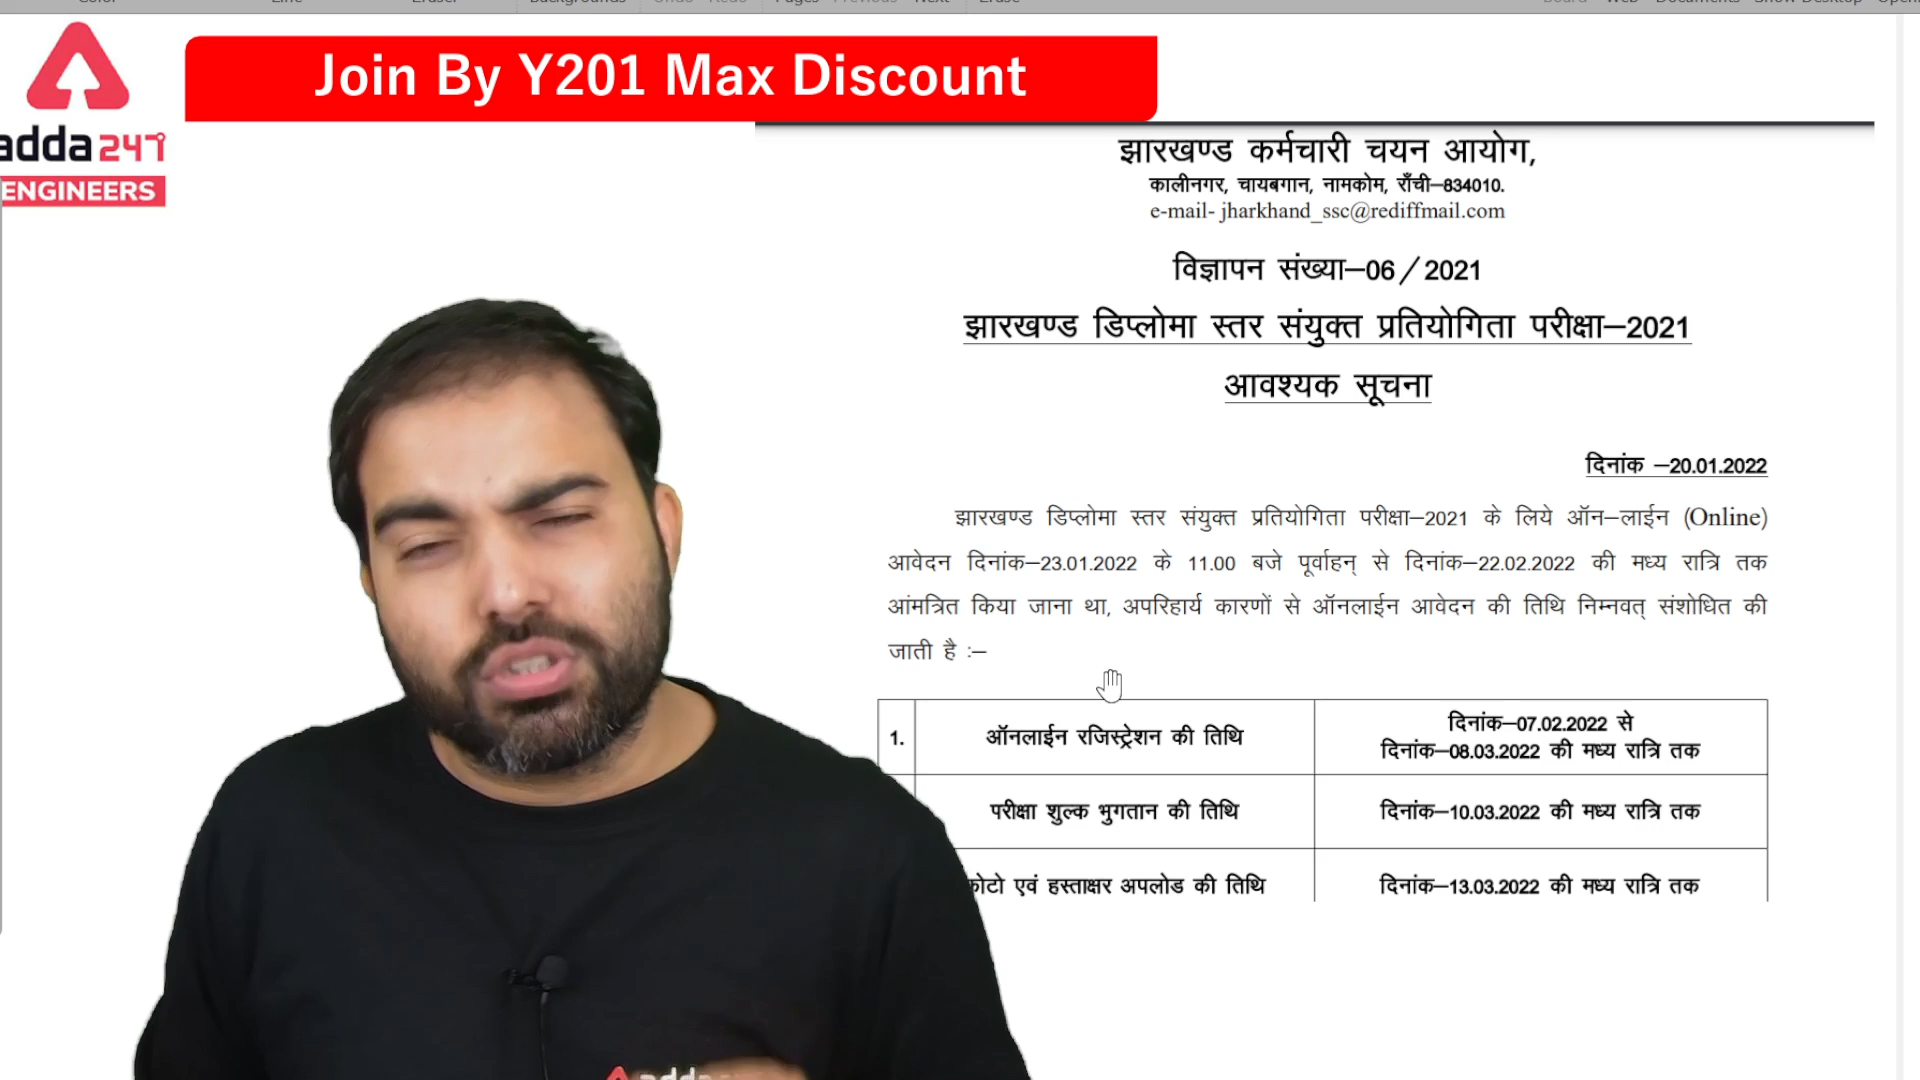 Join By Y201 Max Discount
adda247
ENGINEERS
झारखण्ड कर्मचारी चयन आयोग,
कालीनगर, चायबगान, नामकोम, राँची–834010.
e-mail- jharkhand_ssc@rediffmail.com
विज्ञापन संख्या–06/2021
झारखण्ड डिप्लोमा स्तर संयुक्त प्रतियोगिता परीक्षा–2021
आवश्यक सूचना
दिनांक –20.01.2022
झारखण्ड डिप्लोमा स्तर संयुक्त प्रतियोगिता परीक्षा–2021 के लिये ऑन–लाईन (Online)
आवेदन दिनांक–23.01.2022 के 11.00 बजे पूर्वाहन् से दिनांक–22.02.2022 की मध्य रात्रि तक
आंमत्रित किया जाना था, अपरिहार्य कारणों से ऑनलाईन आवेदन की तिथि निम्नवत् संशोधित की
जाती है :–
1. ऑनलाईन रजिस्ट्रेशन की तिथि
दिनांक–07.02.2022 से
दिनांक–08.03.2022 की मध्य रात्रि तक
परीक्षा शुल्क भुगतान की तिथि
दिनांक–10.03.2022 की मध्य रात्रि तक
एवं हस्ताक्षर अपलोड की तिथि
दिनांक–13.03.2022 की मध्य रात्रि तक